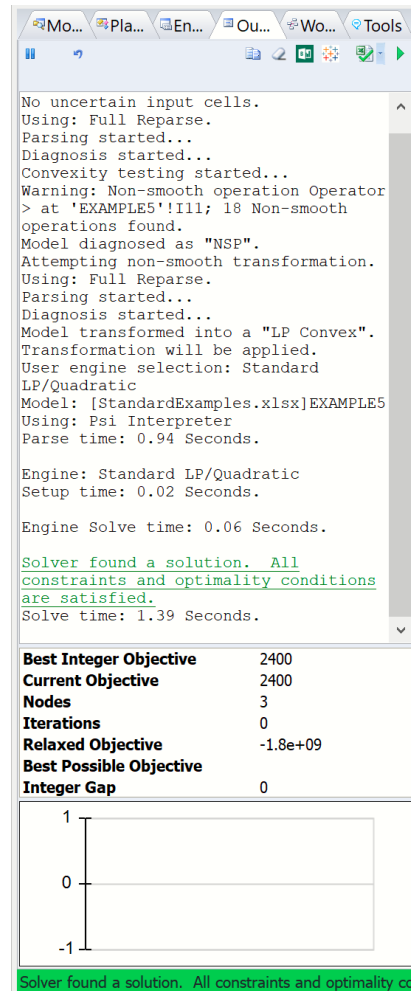 Mo... Pla... En... Ou... Wo... Tools
No uncertain input cells.
Using: Full Reparse.
Parsing started...
Diagnosis started...
Convexity testing started...
Warning: Non-smooth operation Operator
> at 'EXAMPLE5'!I11; 18 Non-smooth
operations found.
Model diagnosed as "NSP".
Attempting non-smooth transformation.
Using: Full Reparse.
Parsing started...
Diagnosis started...
Model transformed into a "LP Convex".
Transformation will be applied.
User engine selection: Standard
LP/Quadratic
Model: [StandardExamples.xlsx]EXAMPLE5
Using: Psi Interpreter
Parse time: 0.94 Seconds.
Engine: Standard LP/Quadratic
Setup time: 0.02 Seconds.
Engine Solve time: 0.06 Seconds.
Solver found a solution.  All
constraints and optimality conditions
are satisfied.
Solve time: 1.39 Seconds.
Best Integer Objective 2400
Current Objective 2400
Nodes 3
Iterations 0
Relaxed Objective -1.8e+09
Best Possible Objective
Integer Gap 0
1
0
-1
Solver found a solution.  All constraints and optimality co